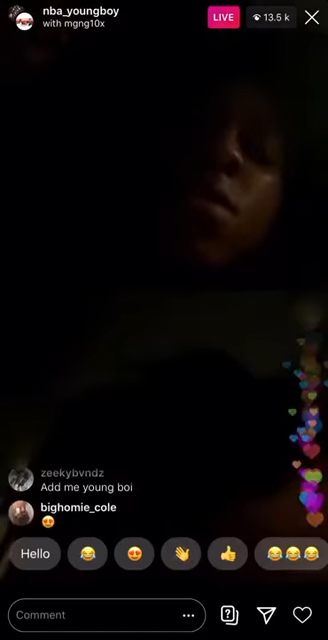 nba_youngboy
with mgng10x
LIVE
13.5 k
zeekybvndz
Add me young boi
bighomie_cole
😍
Hello 😂 😍 👋 👍 😂😂😂
Comment